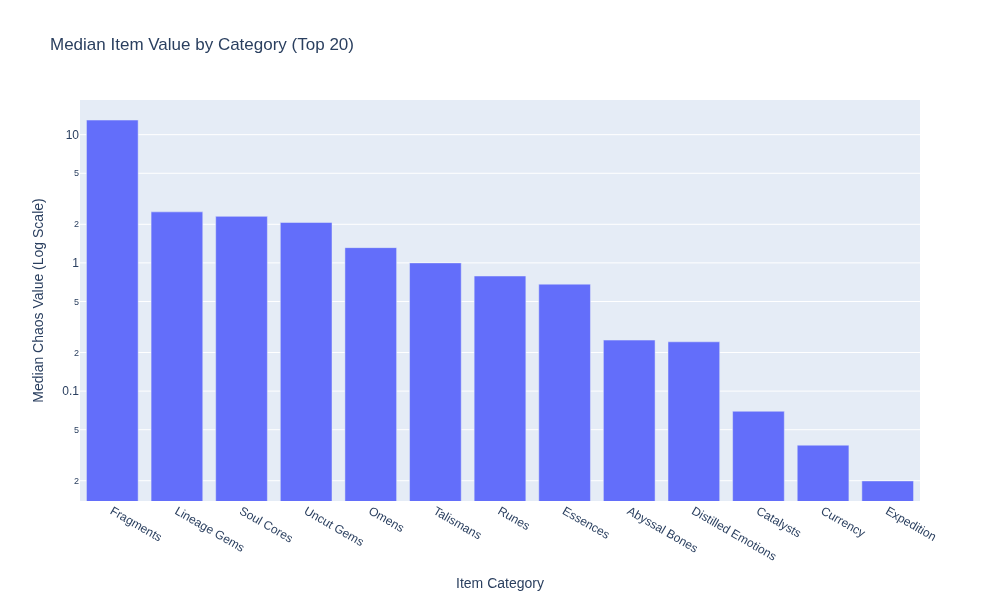 Median Item Value by Category (Top 20)
Median Chaos Value (Log Scale)
10
5
2
1
5
2
0.1
5
2
Fragments
Lineage Gems
Soul Cores
Uncut Gems
Omens
Talismans
Runes
Essences
Abyssal Bones
Distilled Emotions
Catalysts
Currency
Expedition
Item Category